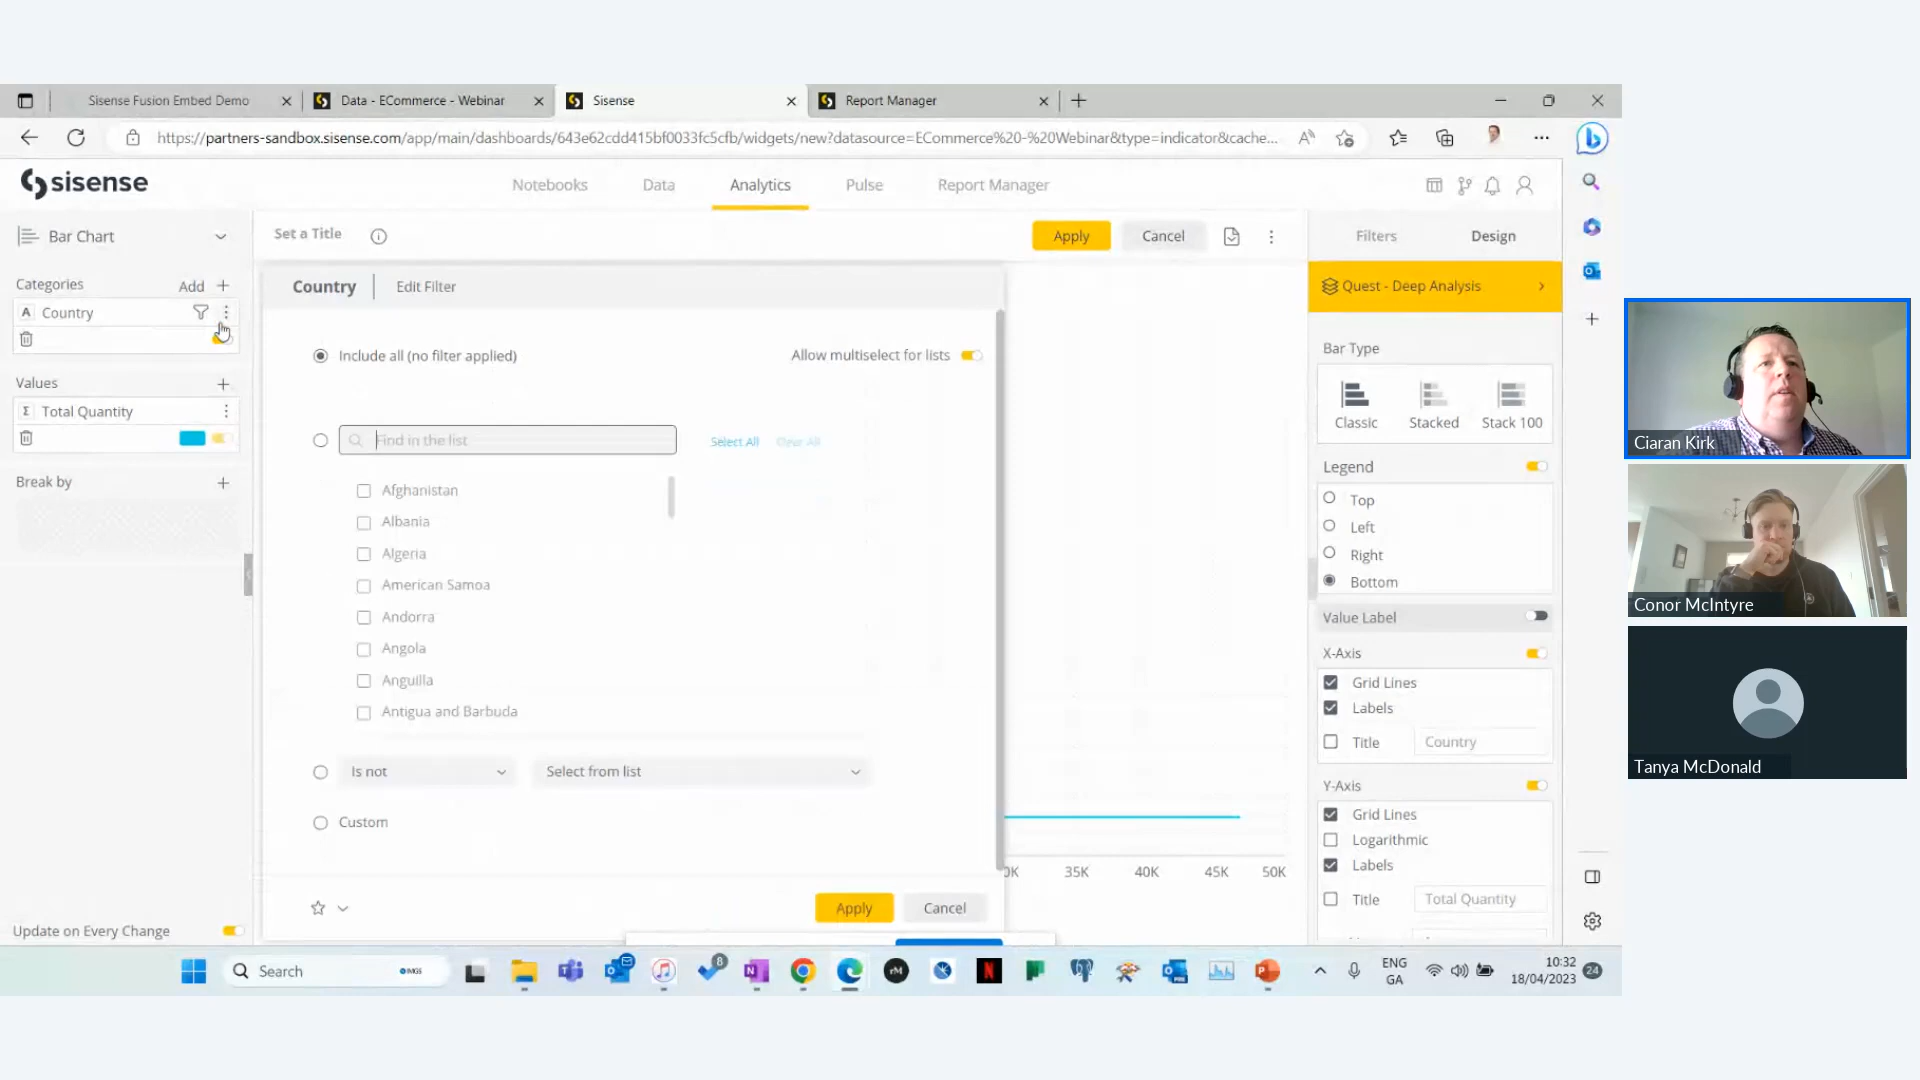 Sisense Fusion Embed Demo
Data - ECommerce - Webinar
Sisense
Report Manager
https://partners-sandbox.sisense.com/app/main/dashboards/643e62cdd415bf0033fc5cfb/widgets/new?datasource=ECommerce%20-%20Webinar&type=indicator&cache...
sisense
Notebooks
Data
Analytics
Pulse
Report Manager
Bar Chart
Set a Title
Apply
Cancel
Filters
Design
Categories
Add
A Country
Values
Σ Total Quantity
Break by
Update on Every Change
Country
Edit Filter
Include all (no filter applied)
Allow multiselect for lists
Find in the list
Select All
Clear All
Afghanistan
Albania
Algeria
American Samoa
Andorra
Angola
Anguilla
Antigua and Barbuda
Is not
Select from list
Custom
Apply
Cancel
0K
35K
40K
45K
50K
Quest - Deep Analysis
Bar Type
Classic
Stacked
Stack 100
Legend
Top
Left
Right
Bottom
Value Label
X-Axis
Grid Lines
Labels
Title
Country
Y-Axis
Grid Lines
Logarithmic
Labels
Title
Total Quantity
Ciaran Kirk
Conor McIntyre
Tanya McDonald
Search
8
rM
N
ENG
GA
10:32
18/04/2023
24